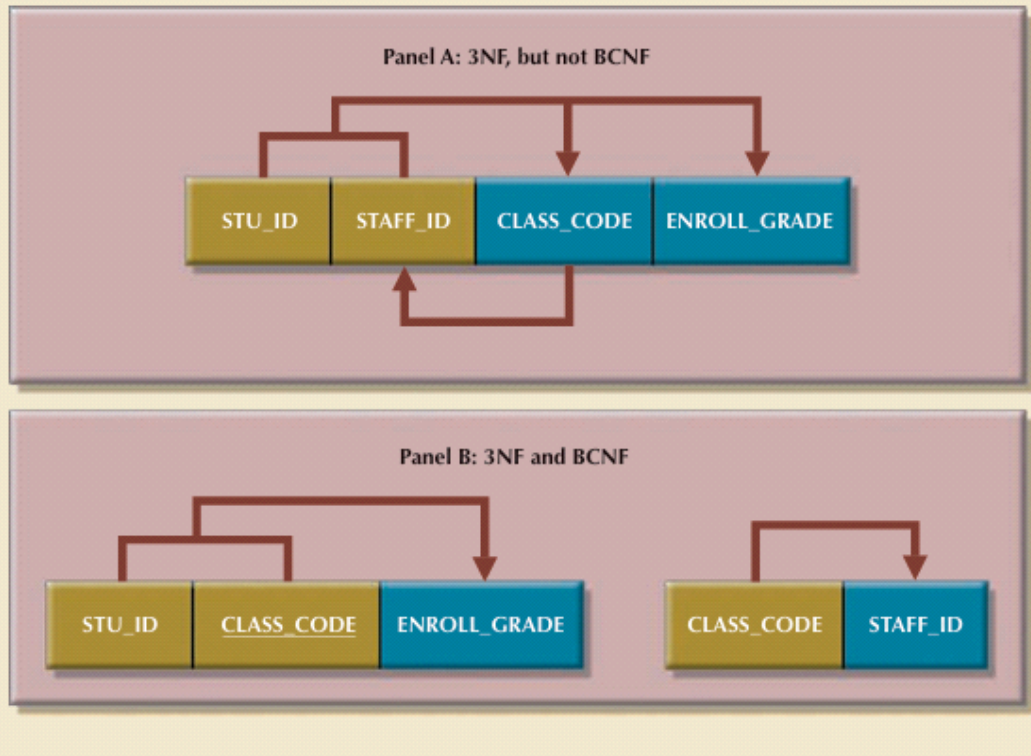 Panel A: 3NF, but not BCNF
STU_ID STAFF_ID CLASS_CODE ENROLL_GRADE
Panel B: 3NF and BCNF
STU_ID CLASS_CODE ENROLL_GRADE CLASS_CODE STAFF_ID